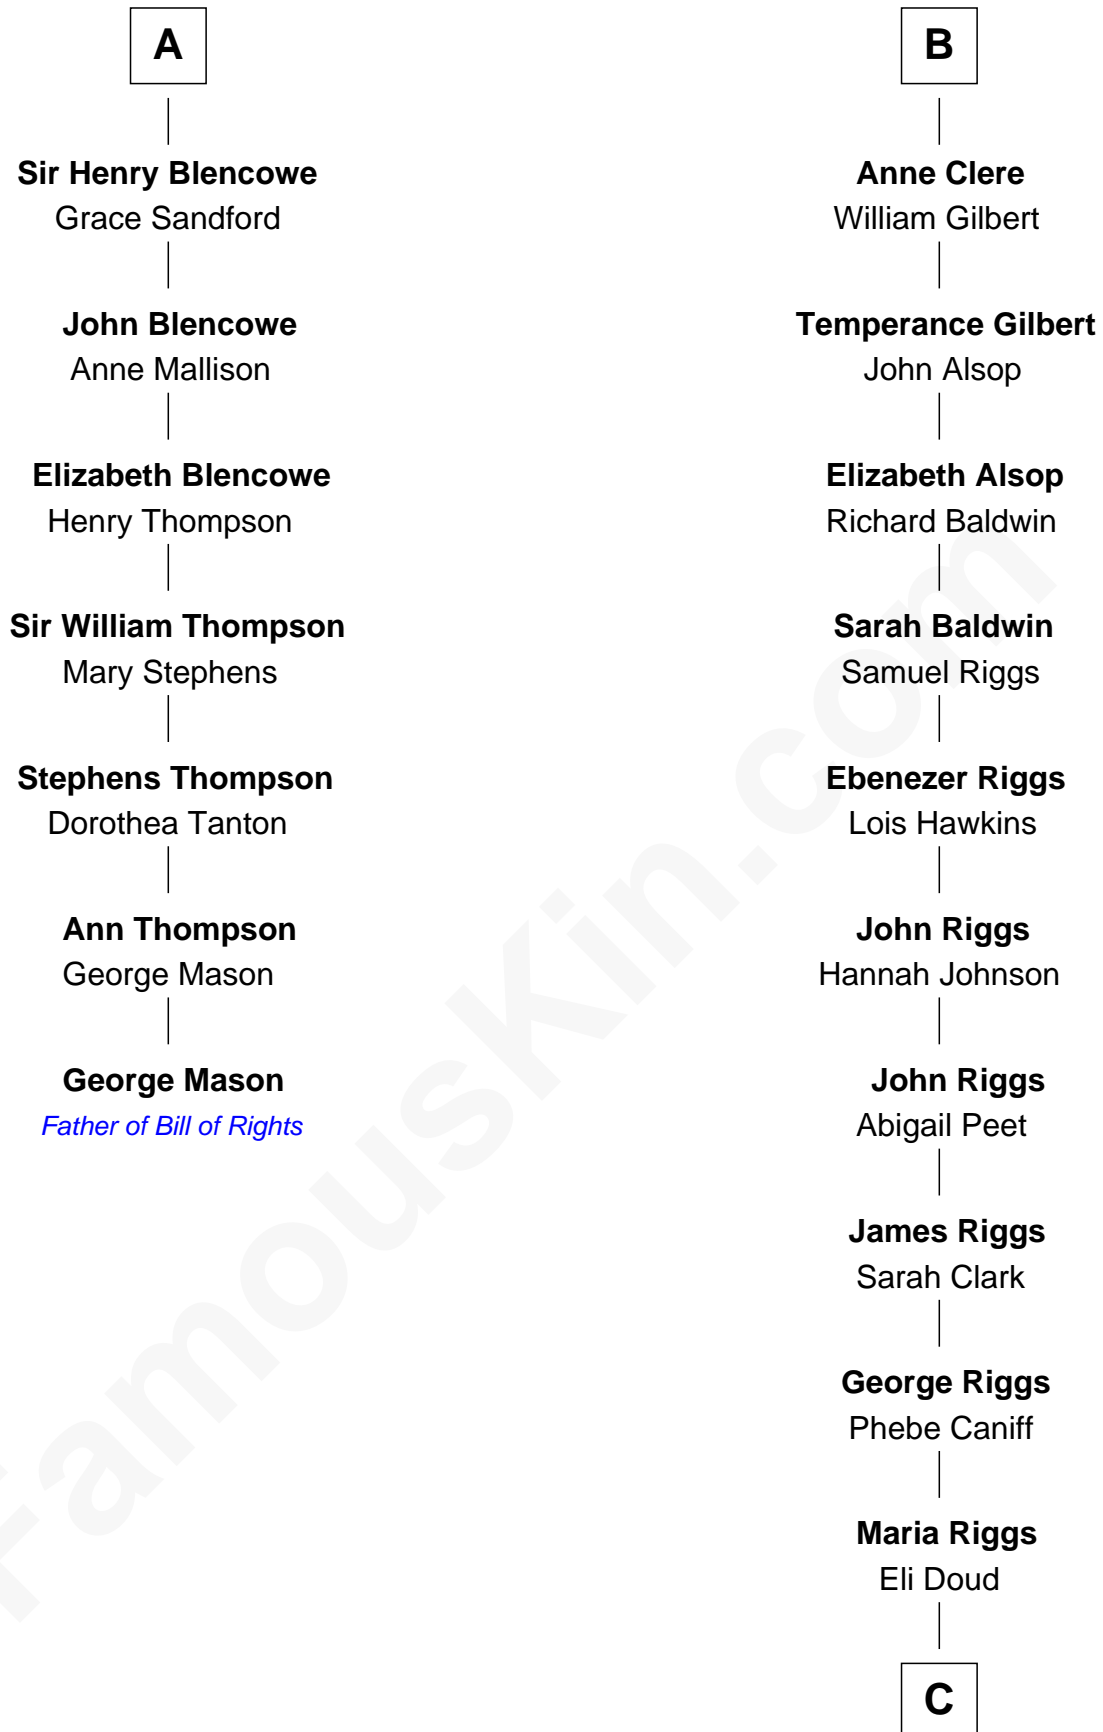 A
Sir Henry Blencowe
Grace Sandford
John Blencowe
Anne Mallison
Elizabeth Blencowe
Henry Thompson
Sir William Thompson
Mary Stephens
Stephens Thompson
Dorothea Tanton
Ann Thompson
George Mason
George Mason
Father of Bill of Rights
B
Anne Clere
William Gilbert
Temperance Gilbert
John Alsop
Elizabeth Alsop
Richard Baldwin
Sarah Baldwin
Samuel Riggs
Ebenezer Riggs
Lois Hawkins
John Riggs
Hannah Johnson
John Riggs
Abigail Peet
James Riggs
Sarah Clark
George Riggs
Phebe Caniff
Maria Riggs
Eli Doud
C
FamousKin.com